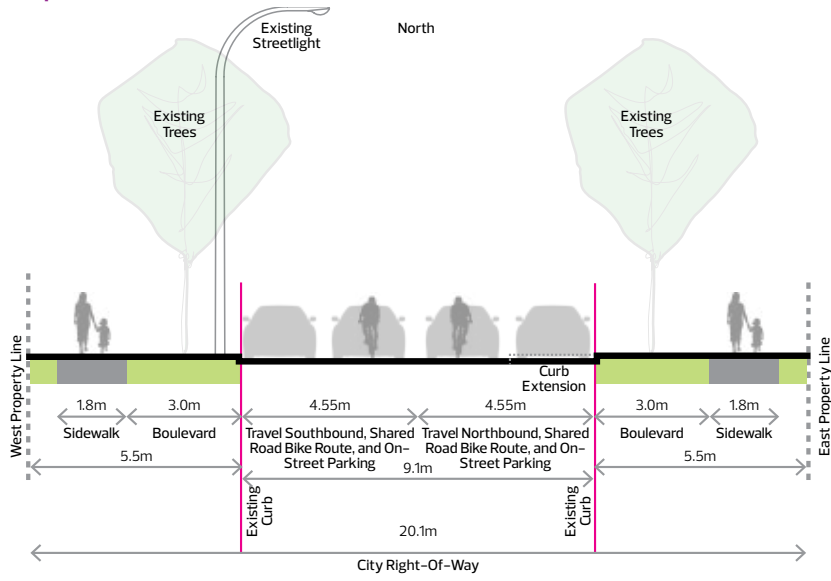 Existing
Streetlight
North
Existing
Trees
Existing
Trees
West Property Line
East Property Line
Curb
Extension
1.8m
3.0m
4.55m
4.55m
3.0m
1.8m
Sidewalk
Boulevard
Travel Southbound, Shared
Road Bike Route, and On-
Street Parking
Travel Northbound, Shared
Road Bike Route, and On-
Street Parking
Boulevard
Sidewalk
5.5m
9.1m
5.5m
Existing
Curb
Existing
Curb
20.1m
City Right-Of-Way